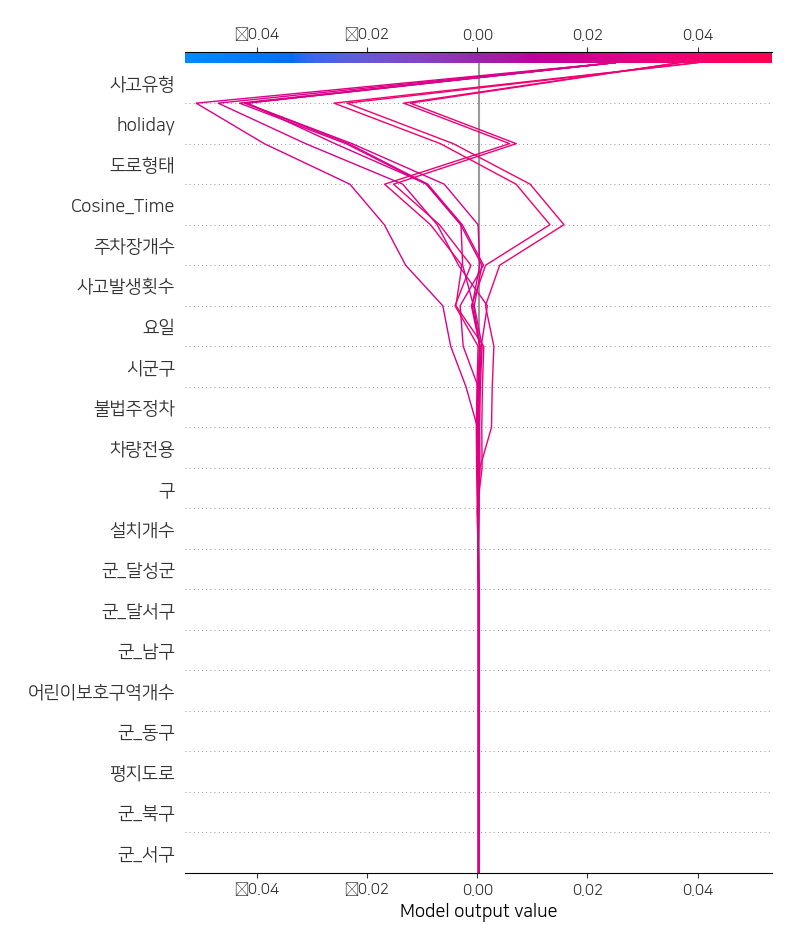 0.04 0.02 0.00 0.02 0.04
사고유형
holiday
도로형태
Cosine_Time
주차장개수
사고발생횟수
요일
시군구
불법주정차
차량전용
구
설치개수
군_달성군
군_달서구
군_남구
어린이보호구역개수
군_동구
평지도로
군_북구
군_서구
0.04 0.02 0.00 0.02 0.04
Model output value